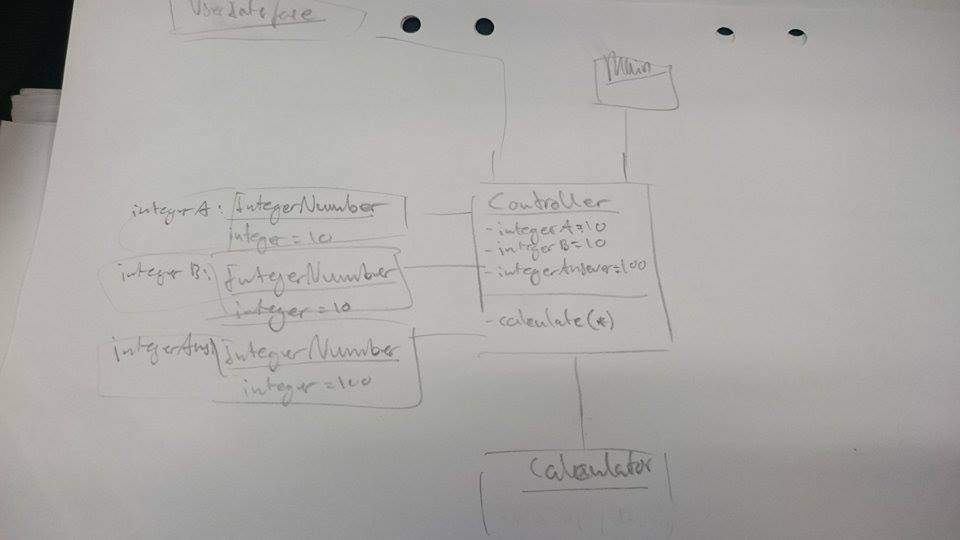 UserInterface
Main
integerA: IntegerNumber
integer = 10
integer B: IntegerNumber
integer = 10
integerAns: IntegerNumber
integer = 100
Controller
- integerA=10
- integerB=10
- integerAnswer=100
- calculate(*)
Calculator